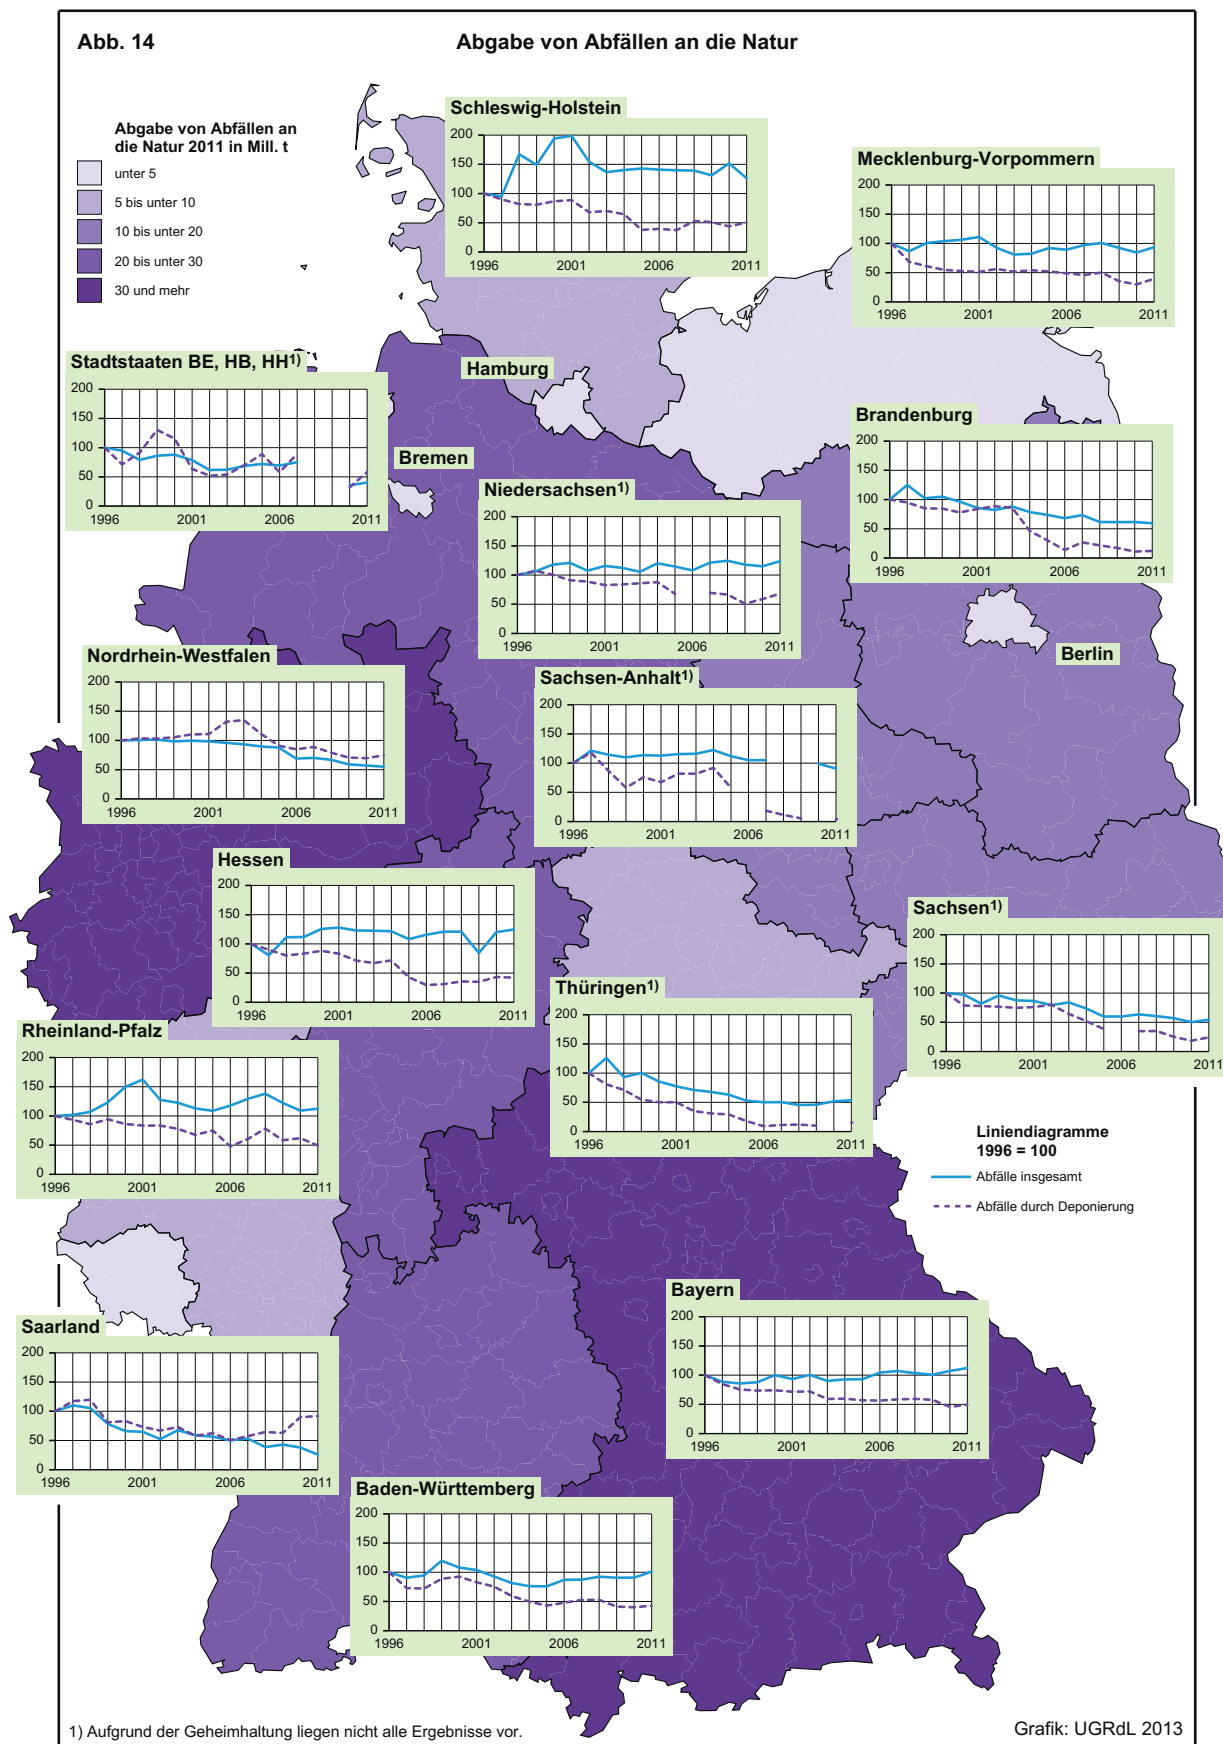 Abb. 14
Abgabe von Abfällen an die Natur
Abgabe von Abfällen an
die Natur 2011 in Mill. t
unter 5
5 bis unter 10
10 bis unter 20
20 bis unter 30
30 und mehr
Schleswig-Holstein
200
150
100
50
0
1996 2001 2006 2011
Mecklenburg-Vorpommern
200
150
100
50
0
1996 2001 2006 2011
Stadtstaaten BE, HB, HH1)
200
150
100
50
0
1996 2001 2006 2011
Hamburg
Bremen
Brandenburg
200
150
100
50
0
1996 2001 2006 2011
Niedersachsen1)
200
150
100
50
0
1996 2001 2006 2011
Berlin
Nordrhein-Westfalen
200
150
100
50
0
1996 2001 2006 2011
Sachsen-Anhalt1)
200
150
100
50
0
1996 2001 2006 2011
Hessen
200
150
100
50
0
1996 2001 2006 2011
Sachsen1)
200
150
100
50
0
1996 2001 2006 2011
Thüringen1)
200
150
100
50
0
1996 2001 2006 2011
Rheinland-Pfalz
200
150
100
50
0
1996 2001 2006 2011
Liniendiagramme
1996 = 100
Abfälle insgesamt
Abfälle durch Deponierung
Bayern
200
150
100
50
0
1996 2001 2006 2011
Saarland
200
150
100
50
0
1996 2001 2006 2011
Baden-Württemberg
200
150
100
50
0
1996 2001 2006 2011
1) Aufgrund der Geheimhaltung liegen nicht alle Ergebnisse vor.
Grafik: UGRdL 2013